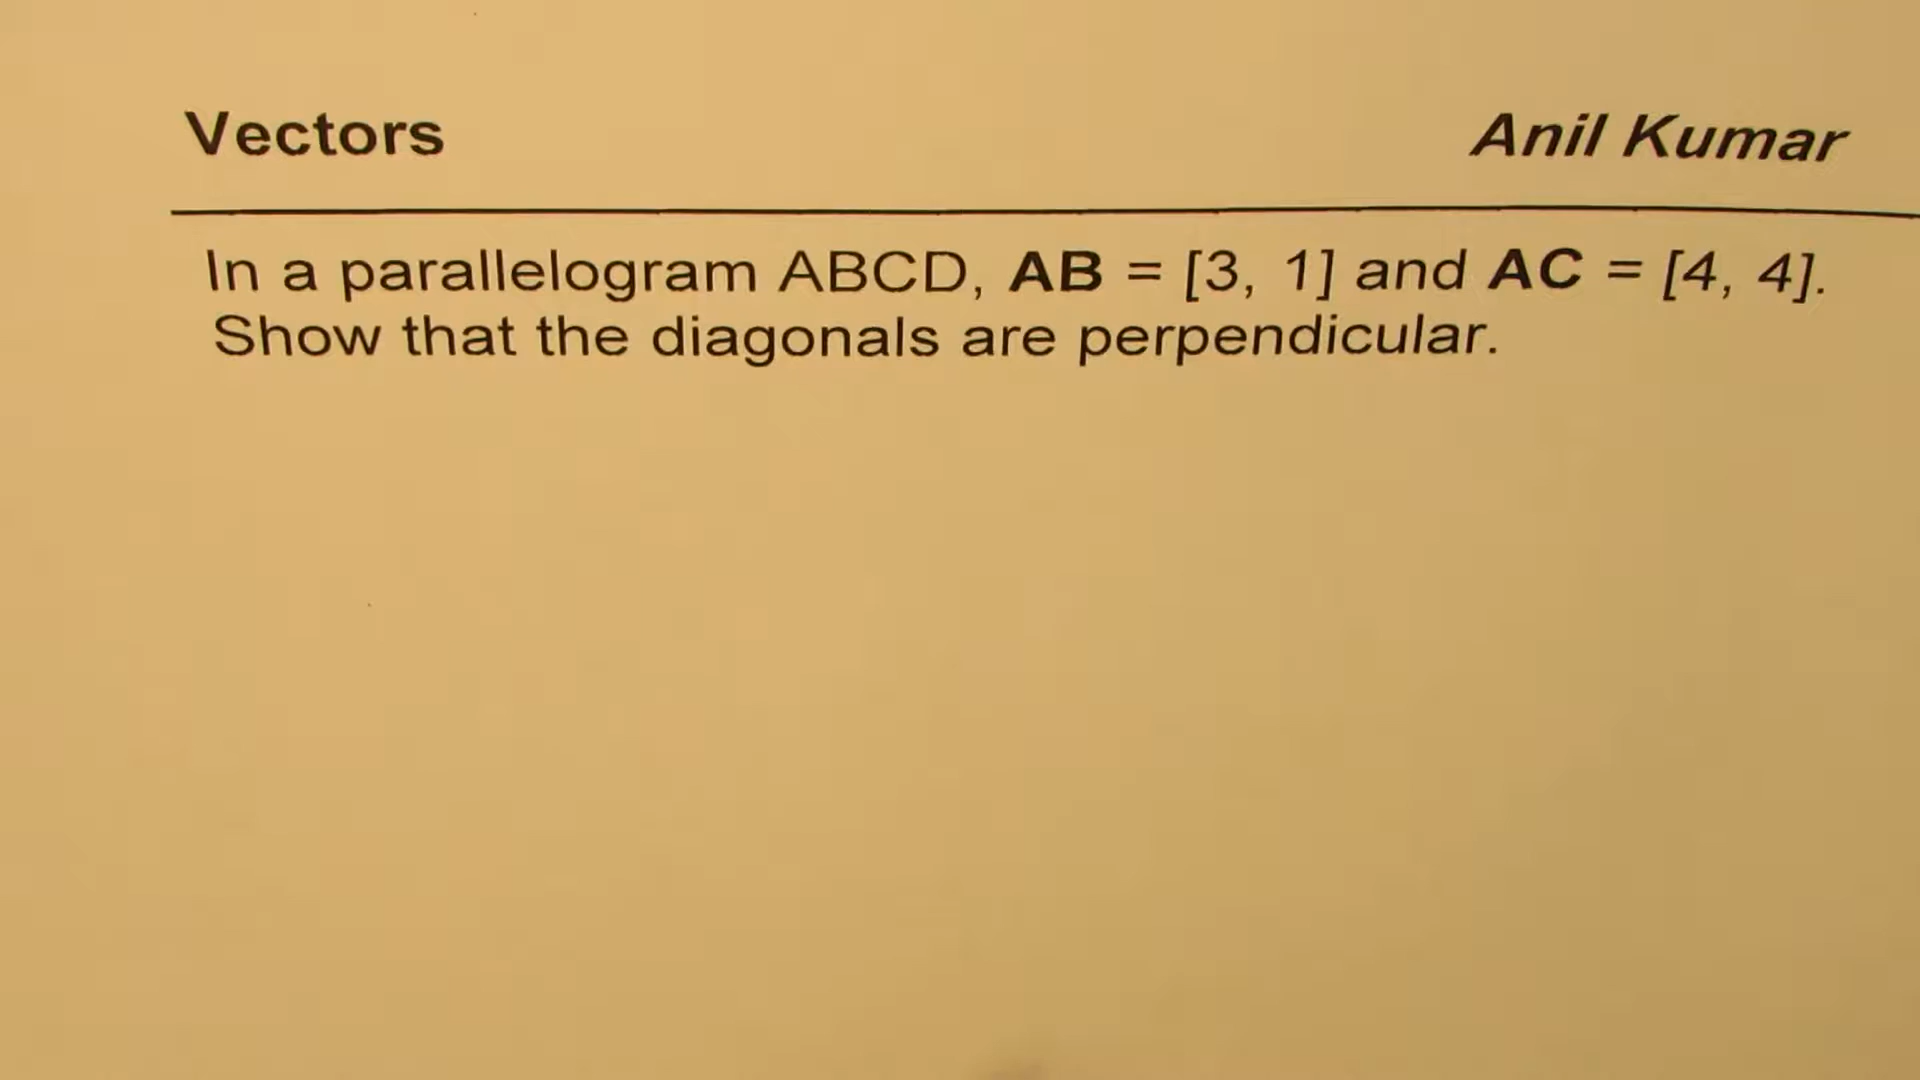 Vectors
Anil Kumar
In a parallelogram ABCD, AB = [3, 1] and AC = [4, 4].
Show that the diagonals are perpendicular.